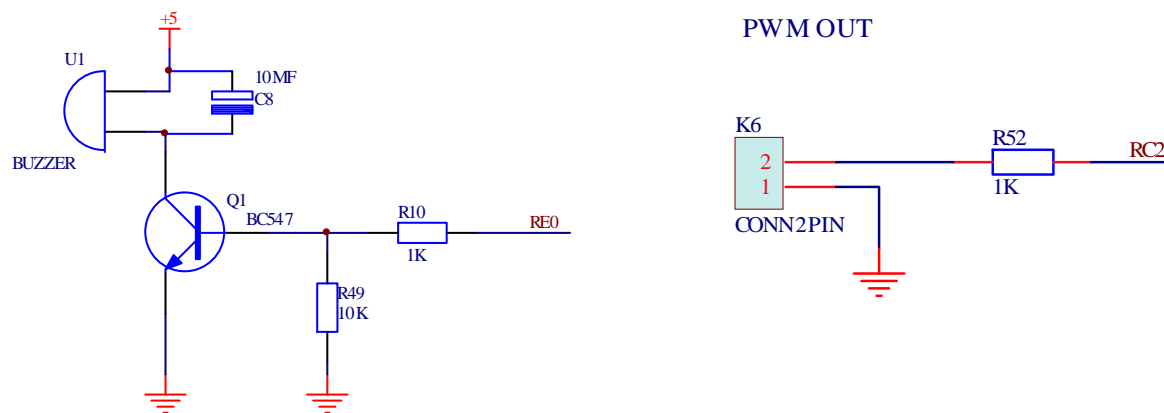 +5
U1
10MF
C8
BUZZER
Q1
BC547
R10
1K
RE0
R49
10K
PWM OUT
K6
2
1
CONN2PIN
R52
1K
RC2